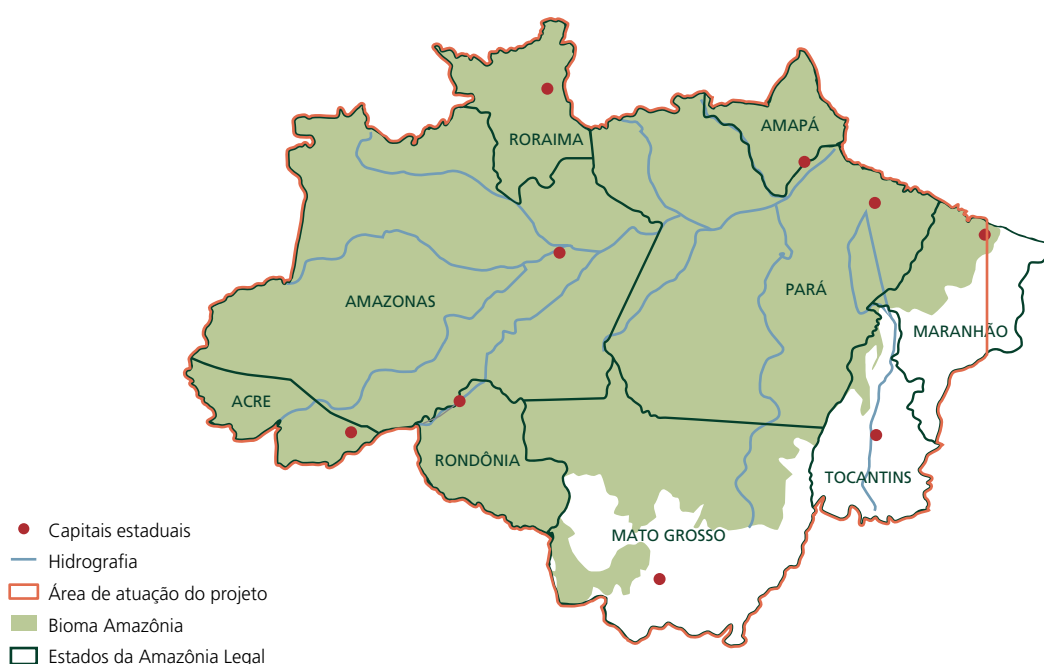 AMAPÁ
RORAIMA
PARÁ
AMAZONAS
MARANHÃO
ACRE
RONDÔNIA
TOCANTINS
MATO GROSSO
Capitais estaduais
Hidrografia
Área de atuação do projeto
Bioma Amazônia
Estados da Amazônia Legal